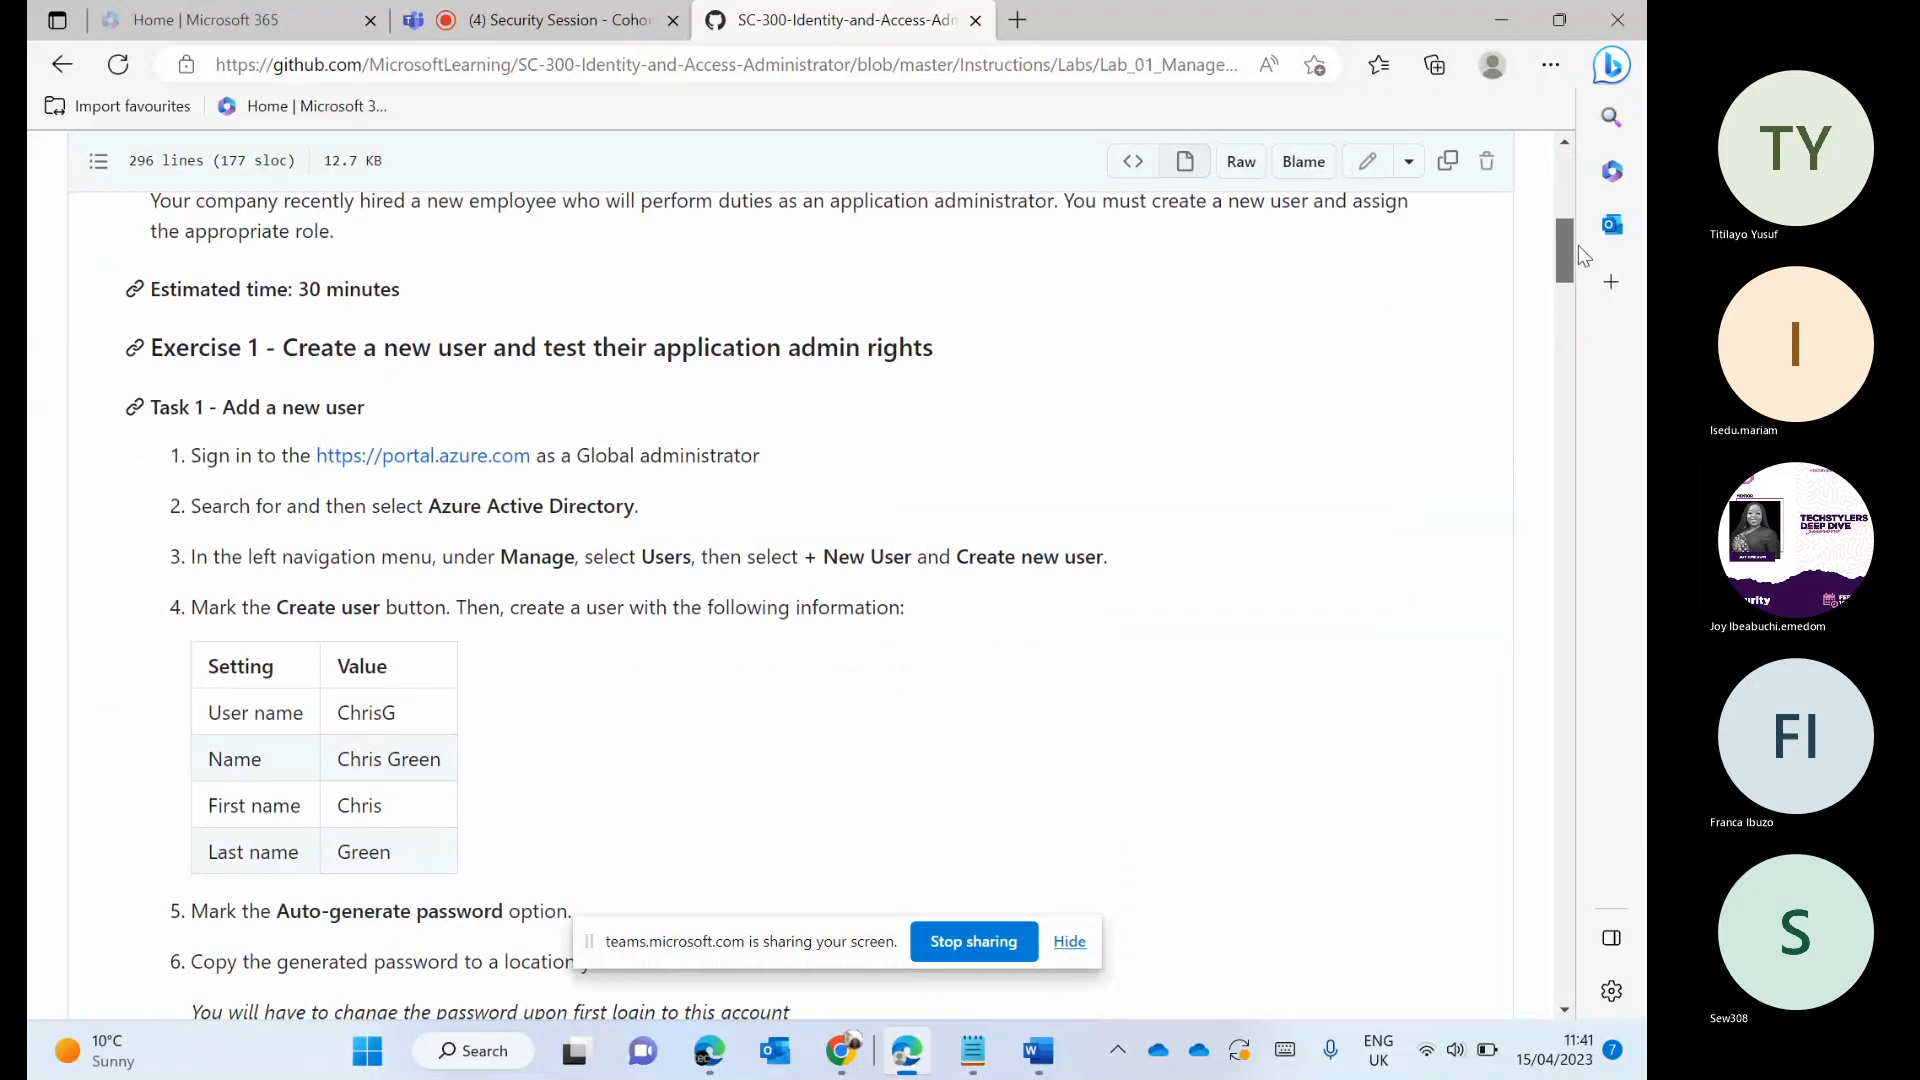 Home | Microsoft 365
(4) Security Session - Coho
SC-300-Identity-and-Access-Adm
https://github.com/MicrosoftLearning/SC-300-Identity-and-Access-Administrator/blob/master/Instructions/Labs/Lab_01_Manage...
Import favourites
Home | Microsoft 3...
296 lines (177 sloc)
12.7 KB
Raw
Blame
Your company recently hired a new employee who will perform duties as an application administrator. You must create a new user and assign
the appropriate role.
Estimated time: 30 minutes
Exercise 1 - Create a new user and test their application admin rights
Task 1 - Add a new user
1. Sign in to the https://portal.azure.com as a Global administrator
2. Search for and then select Azure Active Directory.
3. In the left navigation menu, under Manage, select Users, then select + New User and Create new user.
4. Mark the Create user button. Then, create a user with the following information:
Setting Value
User name ChrisG
Name Chris Green
First name Chris
Last name Green
5. Mark the Auto-generate password option.
6. Copy the generated password to a location
You will have to change the password upon first login to this account
teams.microsoft.com is sharing your screen.
Stop sharing
Hide
TY
Titilayo Yusuf
I
Isedu.mariam
MENTOR
TECHSTYLERS
DEEP DIVE
urity
Joy Ibeabuchi.emedom
FI
Franca Ibuzo
S
Sew308
10°C
Sunny
Search
ENG
UK
11:41
15/04/2023
7